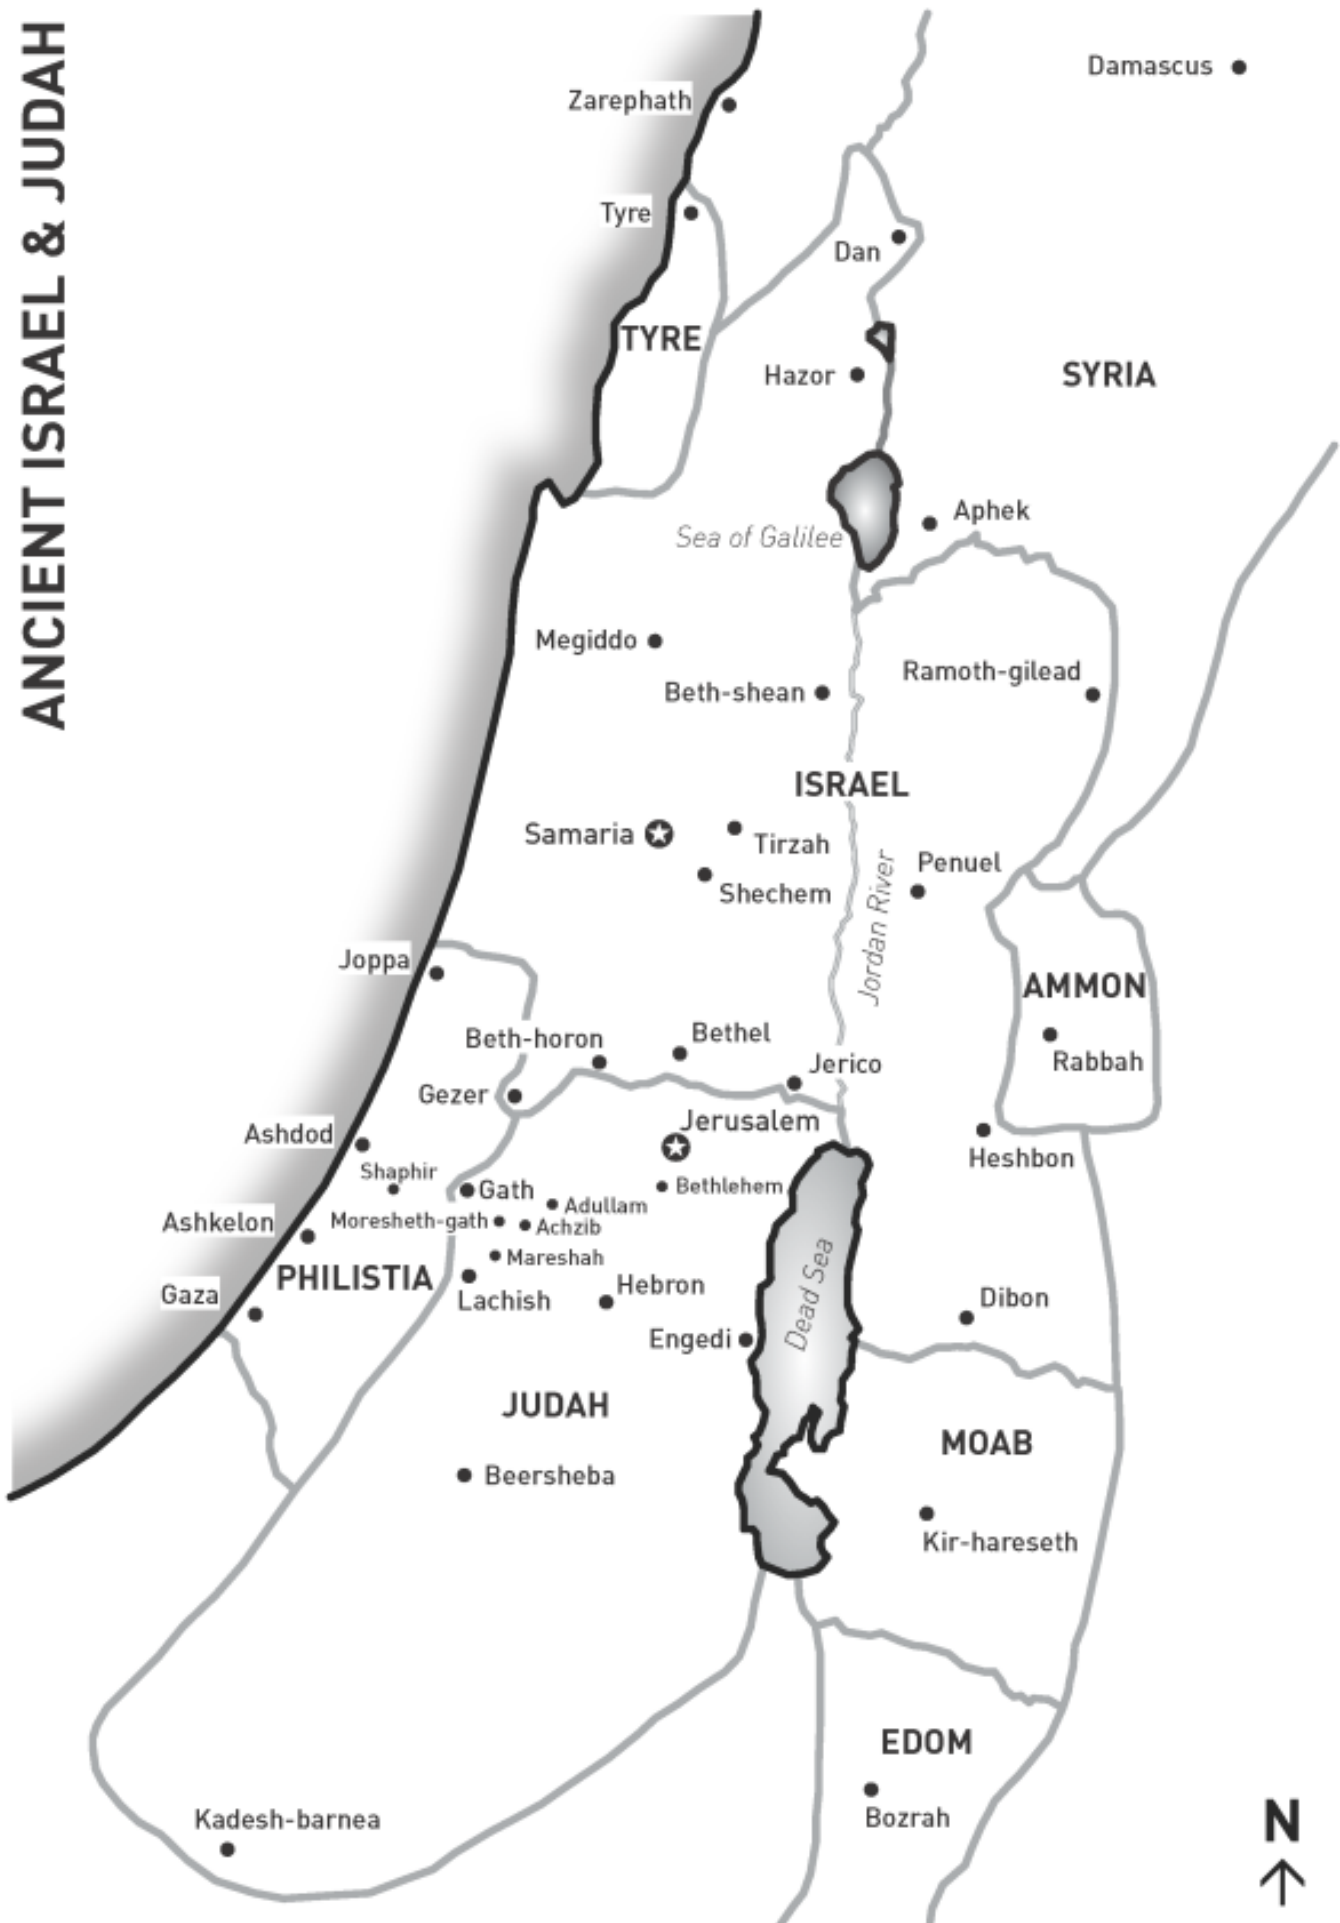 ANCIENT ISRAEL & JUDAH
Damascus
Zarephath
Tyre
Dan
TYRE
Hazor
SYRIA
Aphek
Sea of Galilee
Megiddo
Ramoth-gilead
Beth-shean
ISRAEL
Samaria
Tirzah
Penuel
Shechem
Jordan River
Joppa
AMMON
Beth-horon
Bethel
Jerico
Rabbah
Gezer
Jerusalem
Ashdod
Heshbon
Shaphir
Gath
Bethlehem
Adullam
Ashkelon
Moresheth-gath
Achzib
Mareshah
PHILISTIA
Hebron
Dead Sea
Gaza
Lachish
Dibon
Engedi
JUDAH
MOAB
Beersheba
Kir-hareseth
EDOM
Bozrah
Kadesh-barnea
N